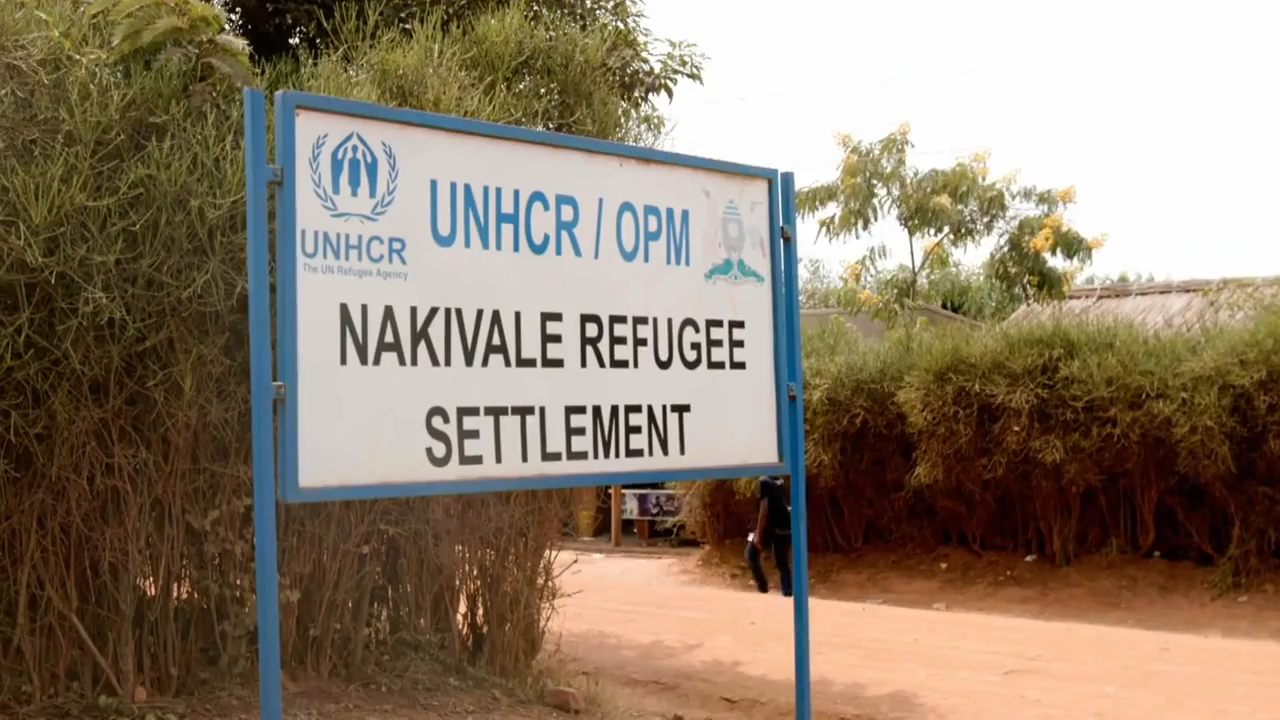 UNHCR / OPM
UNHCR
The UN Refugee Agency
NAKIVALE REFUGEE
SETTLEMENT